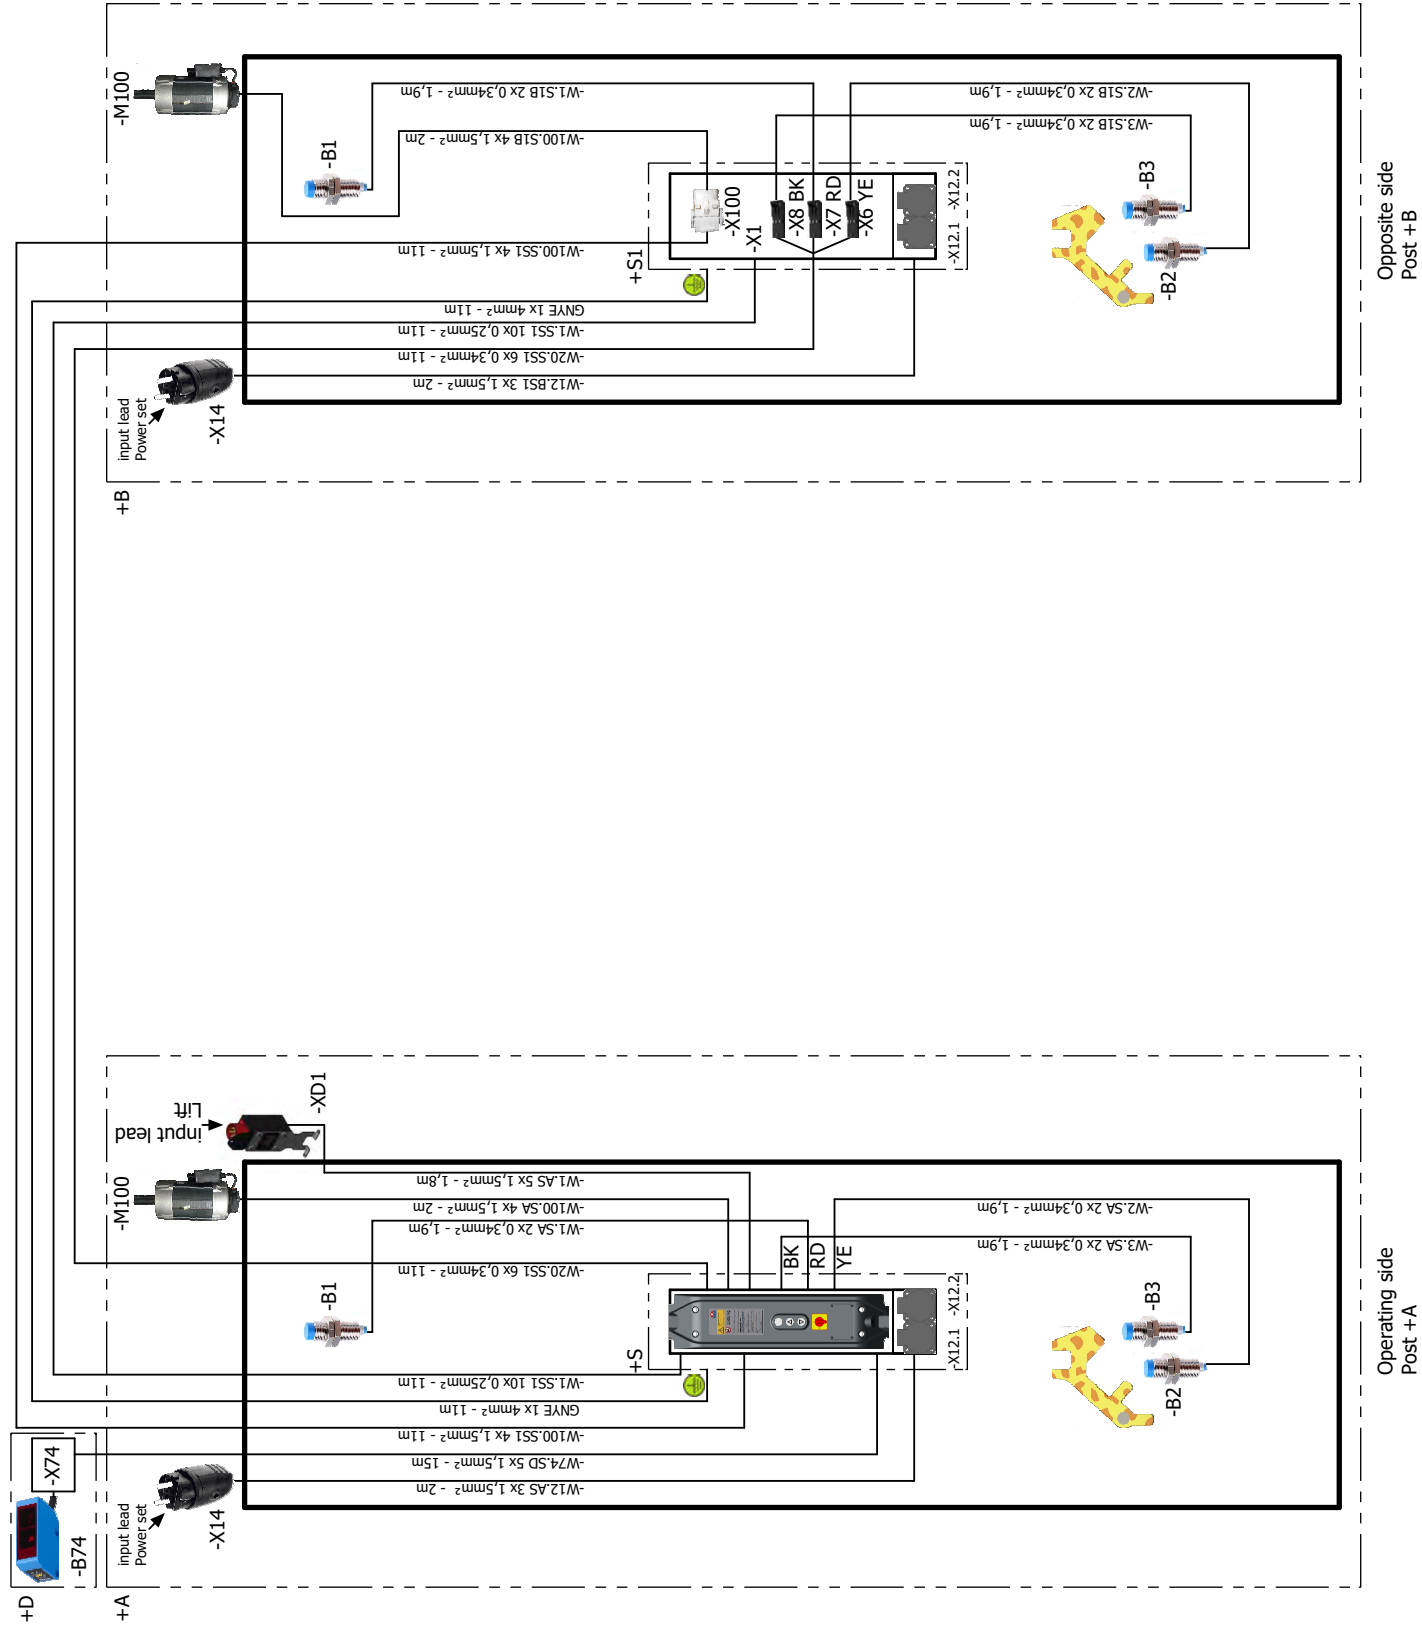 -M100
-B1
-W1.S1B 2x 0,34mm² - 1,9m
-W100.S1B 4x 1,5mm² - 2m
-W100.SS1 4x 1,5mm² - 11m
GNYE 1x 4mm² - 11m
-W1.SS1 10x 0,25mm² - 11m
-W20.SS1 6x 0,34mm² - 11m
-W12.BS1 3x 1,5mm² - 2m
-W2.S1B 2x 0,34mm² - 1,9m
-W3.S1B 2x 0,34mm² - 1,9m
+S1
-X100
-X1
-X8 BK
-X7 RD
-X6 YE
-X12.1
-X12.2
-B3
-B2
input lead
Power set
-X14
+B
Opposite side
Post +B
input lead
Lift
-XD1
-M100
-W1.AS 5x 1,5mm² - 1,8m
-W100.SA 4x 1,5mm² - 2m
-W1.SA 2x 0,34mm² - 1,9m
-W20.SS1 6x 0,34mm² - 11m
-B1
-W1.SS1 10x 0,25mm² - 11m
GNYE 1x 4mm² - 11m
-W100.SS1 4x 1,5mm² - 11m
-W74.SD 5x 1,5mm² - 15m
-W12.AS 3x 1,5mm² - 2m
-W2.SA 2x 0,34mm² - 1,9m
-W3.SA 2x 0,34mm² - 1,9m
BK
RD
YE
+S
-X12.1
-X12.2
-B3
-B2
-X74
-B74
+D
input lead
Power set
-X14
+A
Operating side
Post +A